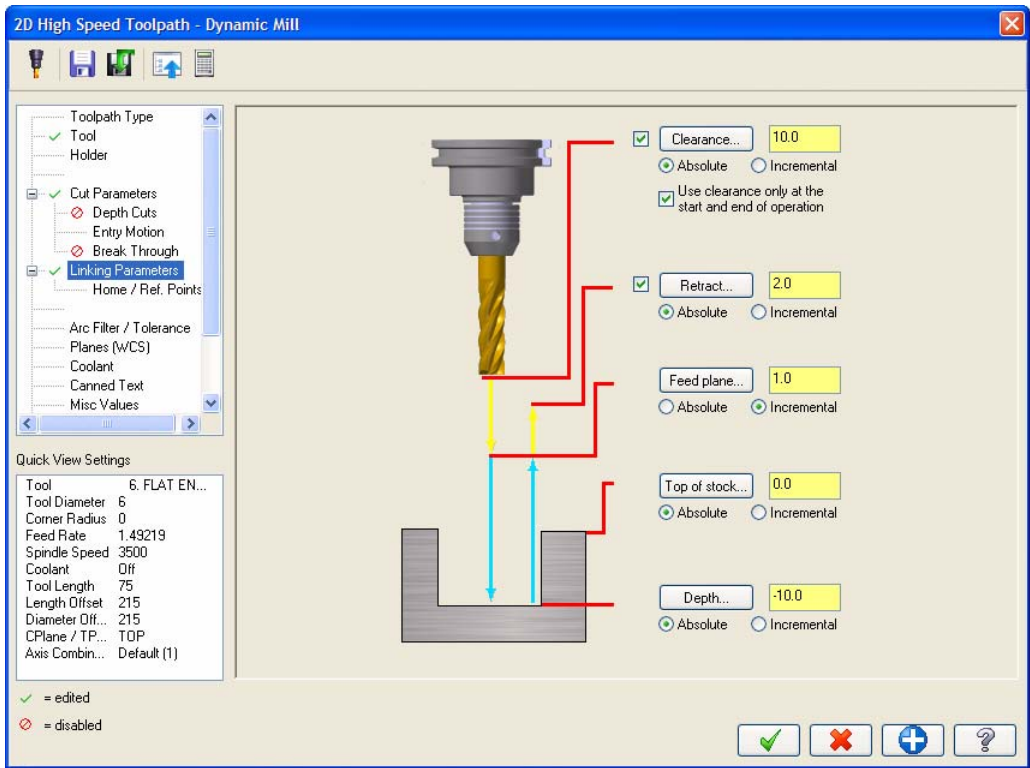 2D High Speed Toolpath - Dynamic Mill
Toolpath Type
Tool
Holder
Cut Parameters
Depth Cuts
Entry Motion
Break Through
Linking Parameters
Home / Ref. Points
Arc Filter / Tolerance
Planes (WCS)
Coolant
Canned Text
Misc Values
Quick View Settings
Tool 6. FLAT EN...
Tool Diameter 6
Corner Radius 0
Feed Rate 1.49219
Spindle Speed 3500
Coolant Off
Tool Length 75
Length Offset 215
Diameter Off... 215
CPlane / TP... TOP
Axis Combin... Default (1)
= edited
= disabled
Clearance... 10.0
Absolute Incremental
Use clearance only at the
start and end of operation
Retract... 2.0
Absolute Incremental
Feed plane... 1.0
Absolute Incremental
Top of stock... 0.0
Absolute Incremental
Depth... -10.0
Absolute Incremental